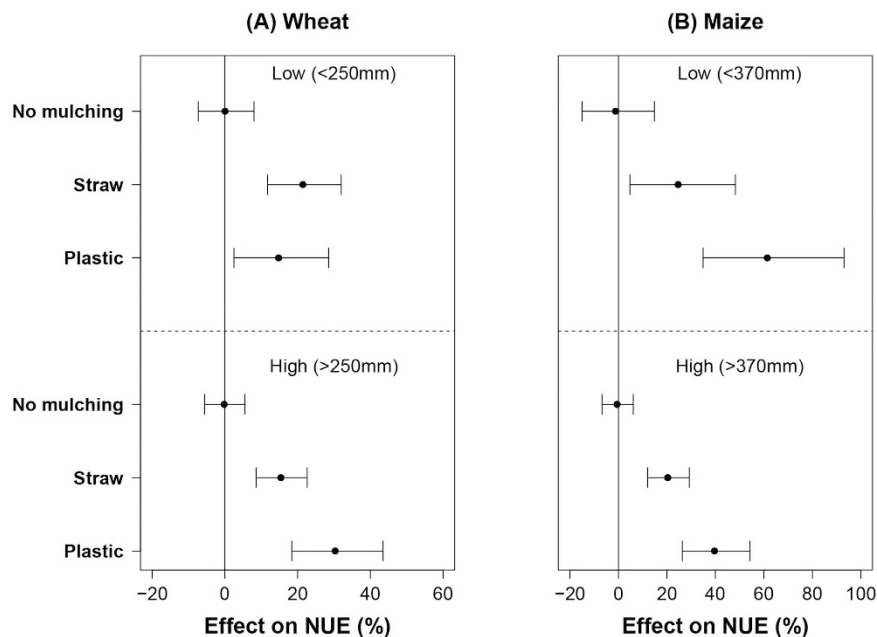 (A) Wheat
Low (<250mm)
No mulching
Straw
Plastic
High (>250mm)
No mulching
Straw
Plastic
−20 0 20 40 60
Effect on NUE (%)
(B) Maize
Low (<370mm)
High (>370mm)
−20 0 20 40 60 80 100
Effect on NUE (%)